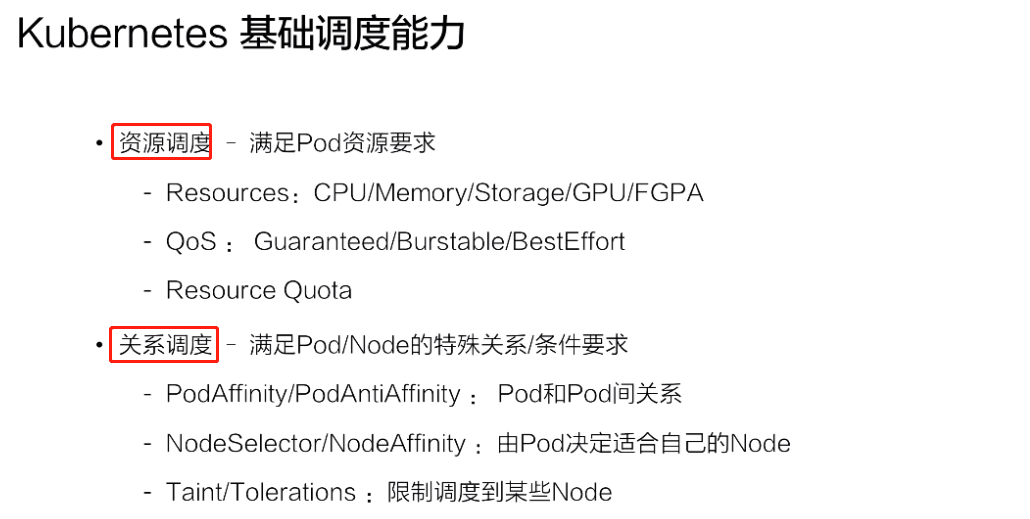 Kubernetes 基础调度能力
• 资源调度 – 满足Pod资源要求
- Resources：CPU/Memory/Storage/GPU/FGPA
- QoS ： Guaranteed/Burstable/BestEffort
- Resource Quota
• 关系调度 – 满足Pod/Node的特殊关系/条件要求
- PodAffinity/PodAntiAffinity ： Pod和Pod间关系
- NodeSelector/NodeAffinity ：由Pod决定适合自己的Node
- Taint/Tolerations ：限制调度到某些Node